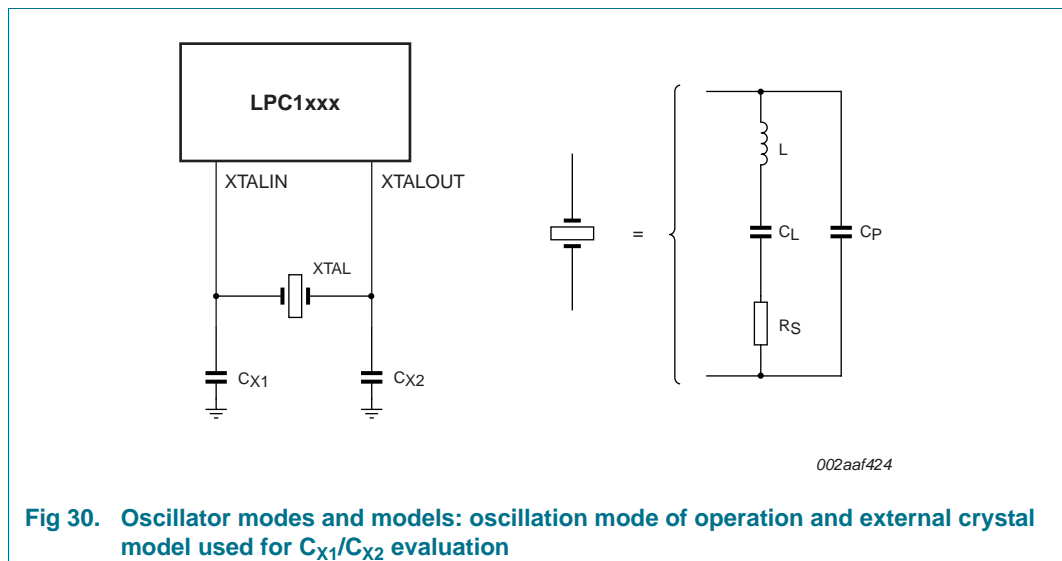 LPC1xxx
XTALIN
XTALOUT
XTAL
CX1
CX2
=
L
CL
CP
RS
002aaf424
Fig 30. Oscillator modes and models: oscillation mode of operation and external crystal
model used for CX1/CX2 evaluation